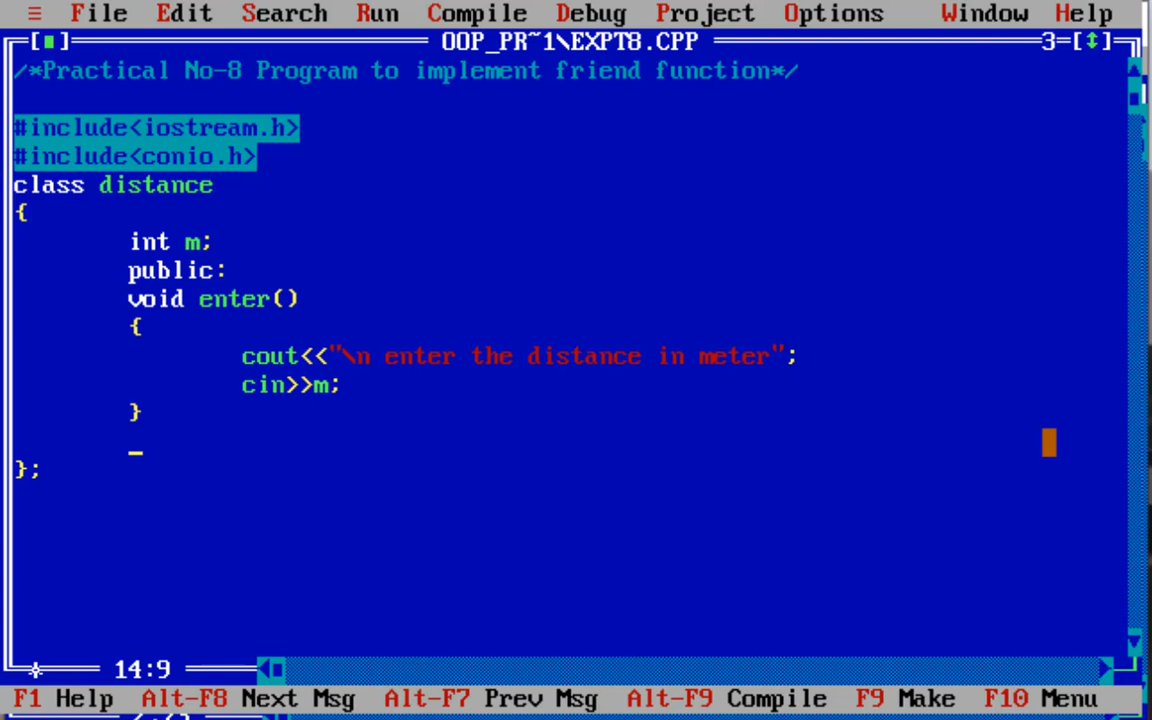 ≡ File Edit Search Run Compile Debug Project Options Window Help
[■] OOP_PR~1\EXPT8.CPP 3=[↕]
/*Practical No-8 Program to implement friend function*/
#include<iostream.h>
#include<conio.h>
class distance
{
int m;
public:
void enter()
{
cout<<"\n enter the distance in meter";
cin>>m;
}
_
};
14:9
F1 Help Alt-F8 Next Msg Alt-F7 Prev Msg Alt-F9 Compile F9 Make F10 Menu